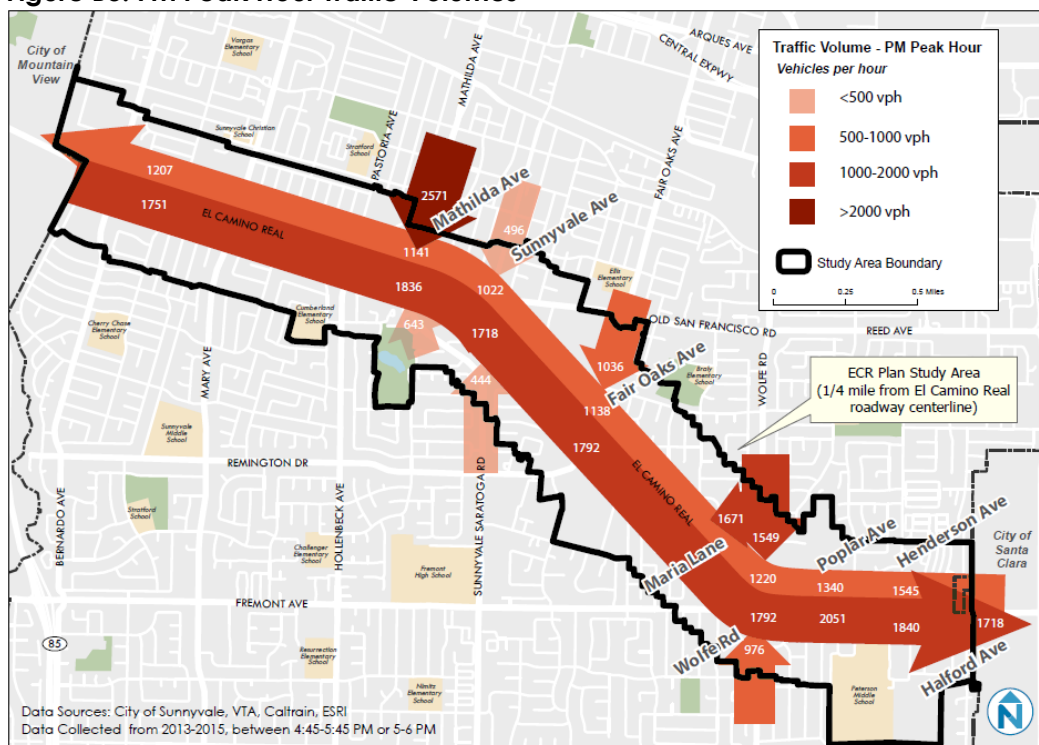 Peak Hour Traffic Volumes
City of
Mountain
View
Vargas
Elementary
School
MATHILDA AVE
ARQUES AVE
CENTRAL EXPWY
Traffic Volume - PM Peak Hour
Vehicles per hour
<500 vph
500-1000 vph
1000-2000 vph
>2000 vph
Study Area Boundary
0
0.25
0.5 Miles
Sunnyvale Christian
School
Stratford
School
PASTORIA AVE
FAIR OAKS AVE
1207
1751
EL CAMINO REAL
2571
Mathilda Ave
496
Sunnyvale Ave
1141
1836
1022
1718
Ellis
Elementary
School
OLD SAN FRANCISCO RD
REED AVE
WOLFE RD
Cherry Chase
Elementary
School
Cumberland
Elementary
School
643
444
1036
Fair Oaks Ave
Braly
Elementary
School
ECR Plan Study Area
(1/4 mile from El Camino Real
roadway centerline)
MARY AVE
1138
1792
EL CAMINO REAL
Sunnyvale
Middle
School
REMINGTON DR
BERNARDO AVE
Stratford
School
HOLLENBECK AVE
SUNNYVALE SARATOGA RD
1671
1549
Maria Lane
Poplar Ave
Henderson Ave
City of
Santa
Clara
Challenger
Elementary
School
Fremont
High School
1220
1340
1545
FREMONT AVE
1792
2051
1840
1718
85
Resurrection
Elementary
School
Wolfe Rd
976
Halford Ave
Nimitz
Elementary
School
Peterson
Middle
School
N
Data Sources: City of Sunnyvale, VTA, Caltrain, ESRI
Data Collected from 2013-2015, between 4:45-5:45 PM or 5-6 PM